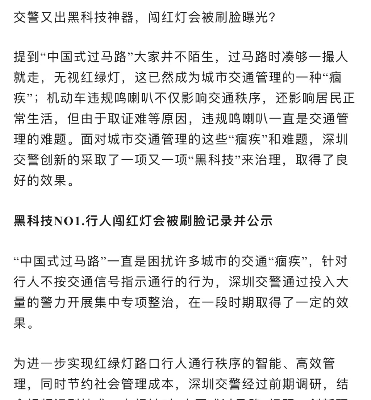 交警又出黑科技神器，闯红灯会被刷脸曝光？
提到“中国式过马路”大家并不陌生，过马路时凑够一撮人
就走，无视红绿灯，这已然成为城市交通管理的一种“痼
疾”；机动车违规鸣喇叭不仅影响交通秩序，还影响居民正
常生活，但由于取证难等原因，违规鸣喇叭一直是交通管
理的难题。面对城市交通管理的这些“痼疾”和难题，深圳
交警创新的采取了一项又一项“黑科技”来治理，取得了良
好的效果。
黑科技NO1.行人闯红灯会被刷脸记录并公示
“中国式过马路”一直是困扰许多城市的交通“痼疾”，针对
行人不按交通信号指示通行的行为，深圳交警通过投入大
量的警力开展集中专项整治，在一段时期取得了一定的效
果。
为进一步实现红绿灯路口行人通行秩序的智能、高效管
理，同时节约社会管理成本，深圳交警经过前期调研，结